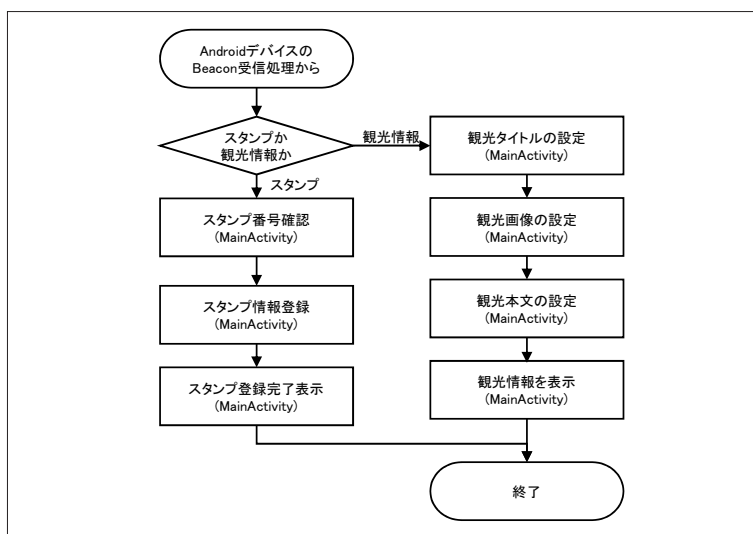 Androidデバイスの
Beacon受信処理から
スタンプか
観光情報か
観光情報
スタンプ
スタンプ番号確認
(MainActivity)
スタンプ情報登録
(MainActivity)
スタンプ登録完了表示
(MainActivity)
観光タイトルの設定
(MainActivity)
観光画像の設定
(MainActivity)
観光本文の設定
(MainActivity)
観光情報を表示
(MainActivity)
終了